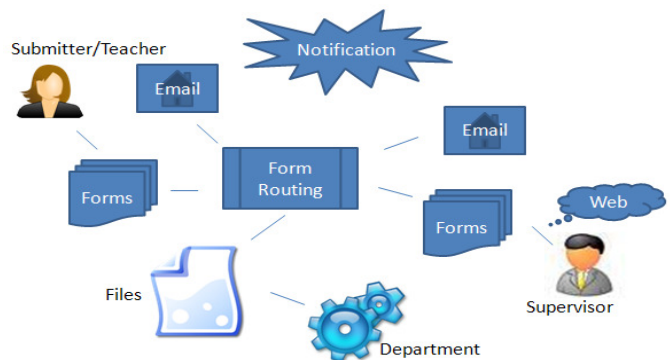 Submitter/Teacher
Notification
Email
Email
Form
Routing
Forms
Forms
Web
Files
Supervisor
Department